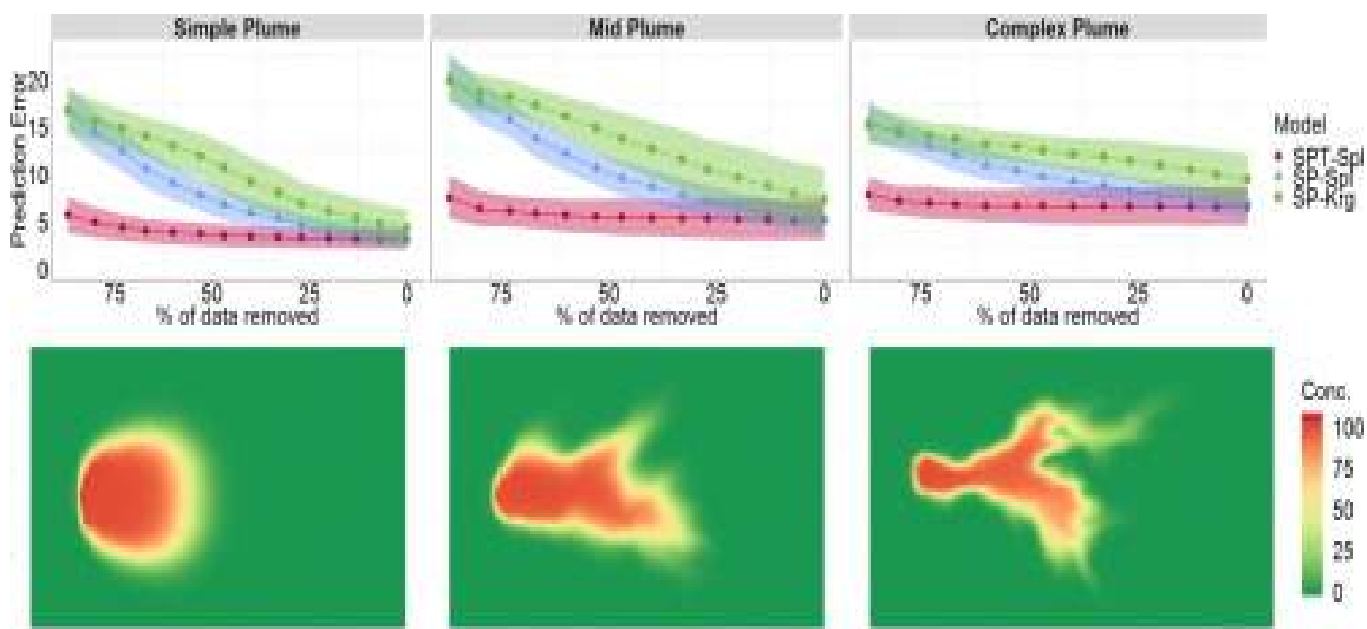 Simple Plume
Mid Plume
Complex Plume
Prediction Error
20
15
10
5
0
75 50 25 0
75 50 25 0
75 50 25 0
% of data removed
% of data removed
% of data removed
Model
SPT-Spl
SP-Spl
SP-Krg
Conc.
100
75
50
25
0